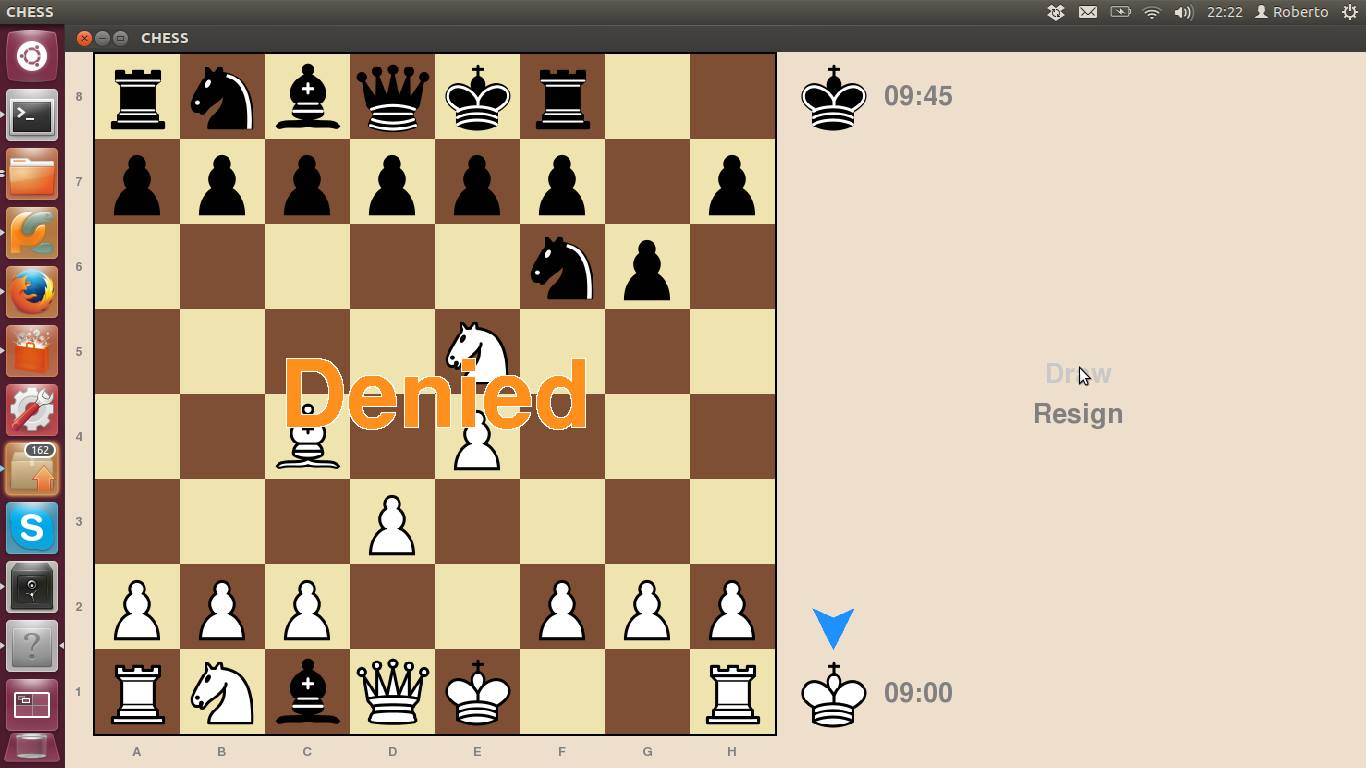 CHESS 22:22 Roberto
CHESS
8 09:45
7
6
5
Draw
Denied
Resign
4
162
3
2
1 09:00
A B C D E F G H